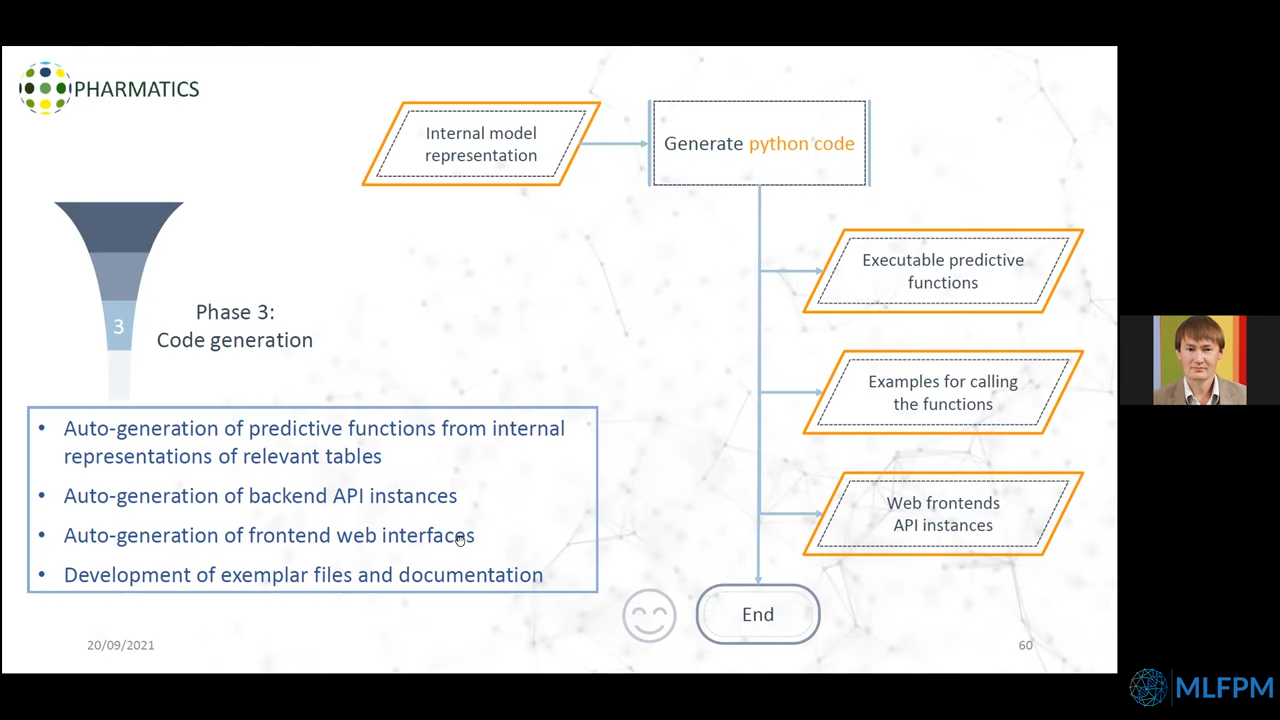 PHARMATICS
Internal model
representation
Generate python code
Executable predictive
functions
Examples for calling
the functions
Web frontends
API instances
End
3
Phase 3:
Code generation
• Auto-generation of predictive functions from internal
representations of relevant tables
• Auto-generation of backend API instances
• Auto-generation of frontend web interfaces
• Development of exemplar files and documentation
20/09/2021
60
MLFPM